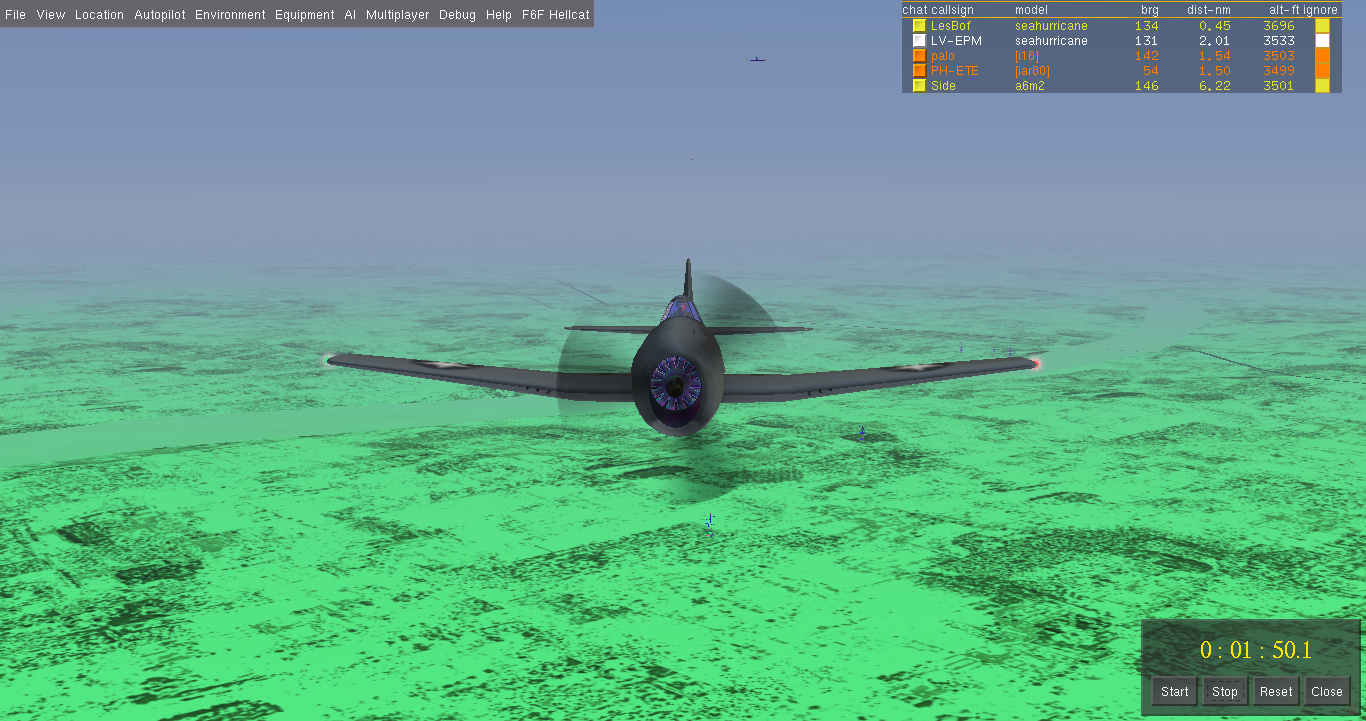 File View Location Autopilot Environment Equipment AI Multiplayer Debug Help F6F Hellcat
chat callsign model brg dist-nm alt-ft ignore
LesBof seahurricane 134 0.45 3696
LV-EPM seahurricane 131 2.01 3533
palo [i16] 142 1.54 3503
PH-ETE [iar80] 54 1.50 3499
Side a6m2 146 6.22 3501
0 : 01 : 50.1
Start Stop Reset Close